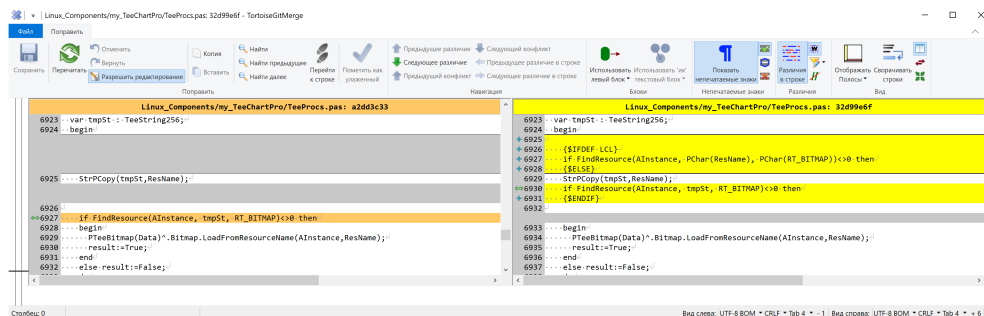 Linux_Components/my_TeeChartPro/TeeProcs.pas: 32d99e6f - TortoiseGitMerge
Файл Поправить
Сохранить Перечитать Отменить Вернуть Разрешить редактирование
Копия Вставить
Найти Найти предыдущее Найти далее
Перейти к строке
Пометить как улаженный
Предыдущее различие Следующий конфликт
Следующее различие Предыдущее различие в строке
Предыдущий конфликт Следующее различие в строке
Использовать левый блок Использовать 'их' текстовый блок
Показать непечатаемые знаки
Различия в строке
Отображать Полосы Сворачивать строки
Поправить Навигация Блоки Непечатаемые знаки Различия Вид
Linux_Components/my_TeeChartPro/TeeProcs.pas: a2dd3c33
6923 var tmpSt : TeeString256;
6924 begin
6925 StrPCopy(tmpSt,ResName);
6926
6927 if FindResource(AInstance, tmpSt, RT_BITMAP)<>0 then
6928 begin
6929 PTeeBitmap(Data)^.Bitmap.LoadFromResourceName(AInstance,ResName);
6930 result:=True;
6931 end
6932 else result:=False;
Linux_Components/my_TeeChartPro/TeeProcs.pas: 32d99e6f
6923 var tmpSt : TeeString256;
6924 begin
6925
6926 {$IFDEF LCL}
6927 if FindResource(AInstance, PChar(ResName), PChar(RT_BITMAP))<>0 then
6928 {$ELSE}
6929 StrPCopy(tmpSt,ResName);
6930 if FindResource(AInstance, tmpSt, RT_BITMAP)<>0 then
6931 {$ENDIF}
6932
6933 begin
6934 PTeeBitmap(Data)^.Bitmap.LoadFromResourceName(AInstance,ResName);
6935 result:=True;
6936 end
6937 else result:=False;
Столбец: 0
Вид слева: UTF-8 BOM CRLF Tab 4 - 1 Вид справа: UTF-8 BOM CRLF Tab 4 + 6